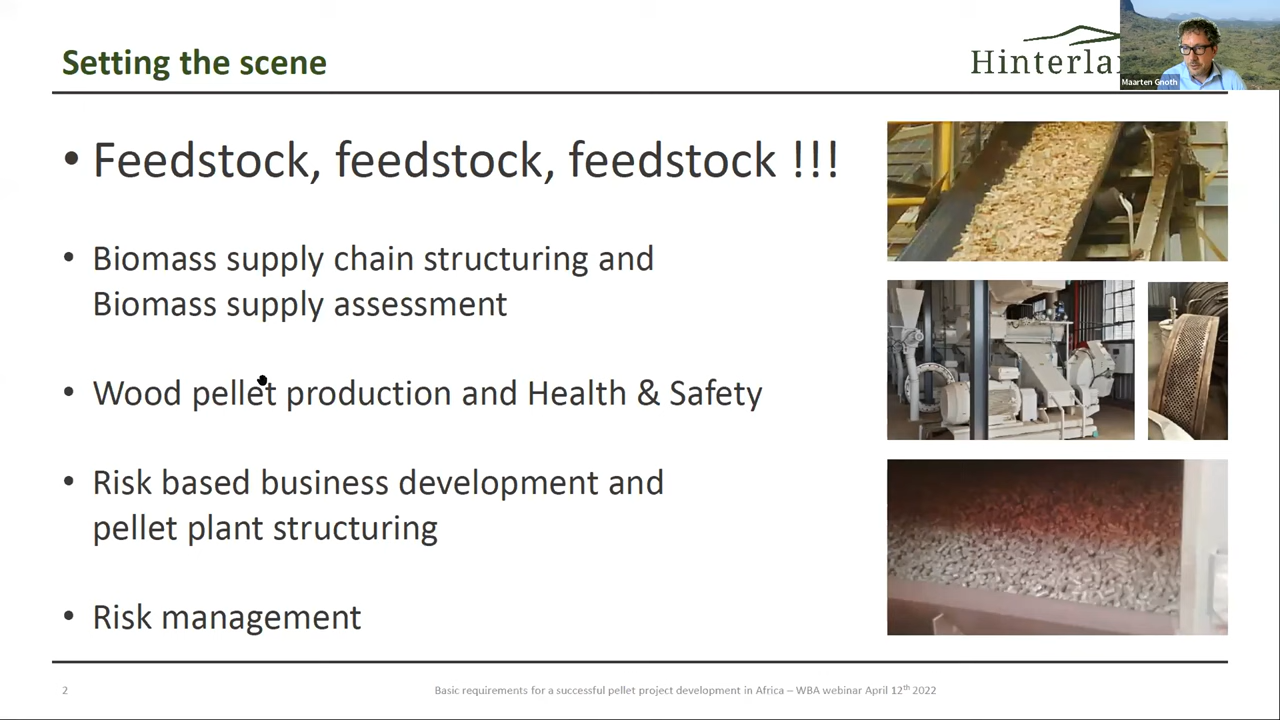 Setting the scene
Maarten Gnoth
• Feedstock, feedstock, feedstock !!!
• Biomass supply chain structuring and
Biomass supply assessment
• Wood pellet production and Health & Safety
• Risk based business development and
pellet plant structuring
• Risk management
2
Basic requirements for a successful pellet project development in Africa – WBA webinar April 12th 2022